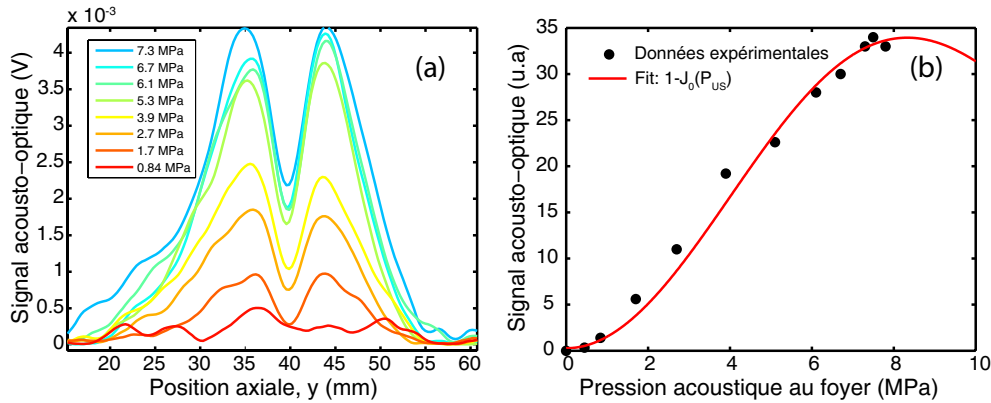 x 10⁻³
4
3.5
3
2.5
2
1.5
1
0.5
0
Signal acousto-optique (V)
7.3 MPa
6.7 MPa
6.1 MPa
5.3 MPa
3.9 MPa
2.7 MPa
1.7 MPa
0.84 MPa
(a)
20 25 30 35 40 45 50 55 60
Position axiale, y (mm)
35
30
25
20
15
10
5
0
Signal acousto-optique (u.a)
Données expérimentales
Fit: 1-J₀(P_US)
(b)
0 2 4 6 8 10
Pression acoustique au foyer (MPa)